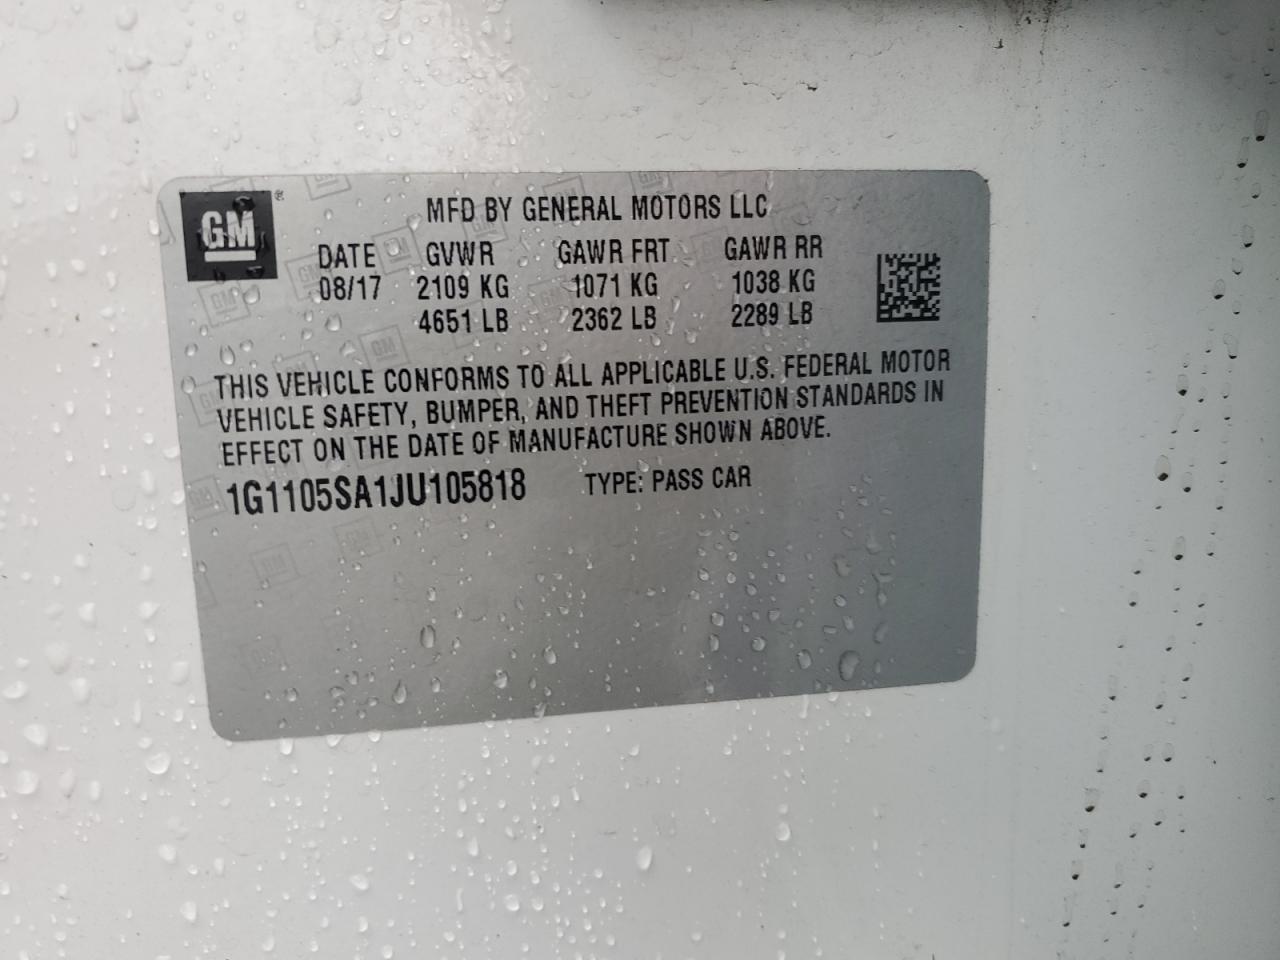 GM ®
MFD BY GENERAL MOTORS LLC
DATE GVWR GAWR FRT GAWR RR
08/17 2109 KG 1071 KG 1038 KG
4651 LB 2362 LB 2289 LB
THIS VEHICLE CONFORMS TO ALL APPLICABLE U.S. FEDERAL MOTOR
VEHICLE SAFETY, BUMPER, AND THEFT PREVENTION STANDARDS IN
EFFECT ON THE DATE OF MANUFACTURE SHOWN ABOVE.
1G1105SA1JU105818 TYPE: PASS CAR